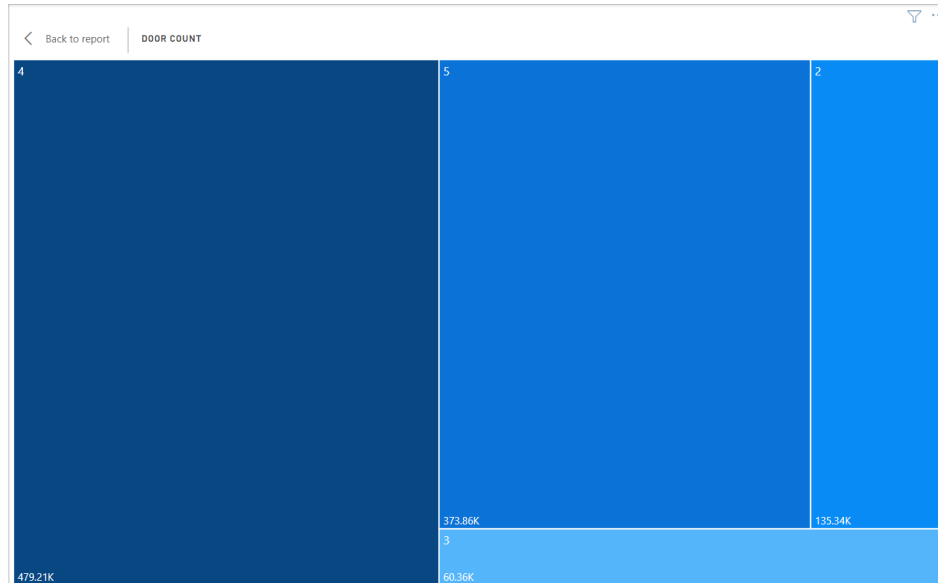 Back to report
DOOR COUNT
4
479.21K
5
373.86K
2
135.34K
3
60.36K